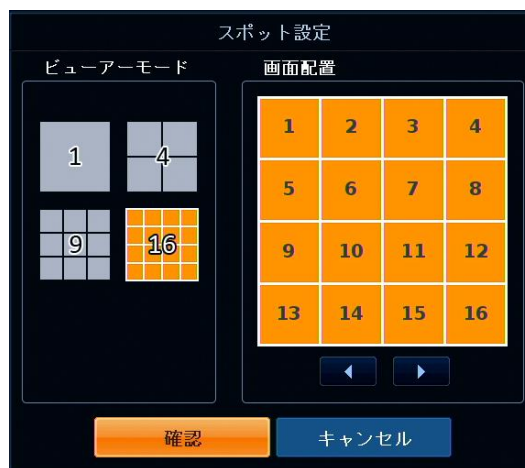 スポット設定
ビューアーモード
画面配置
1 4
9 16
1 2 3 4
5 6 7 8
9 10 11 12
13 14 15 16
確認 キャンセル